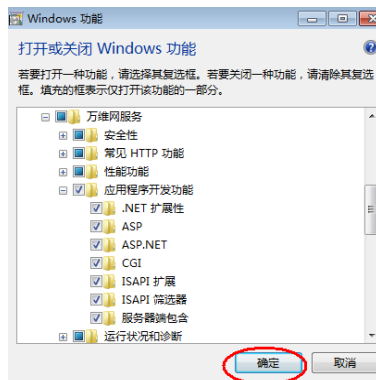 Windows 功能
打开或关闭 Windows 功能
若要打开一种功能，请选择其复选框。若要关闭一种功能，请清除其复选
框。填充的框表示仅打开该功能的一部分。
万维网服务
安全性
常见 HTTP 功能
性能功能
应用程序开发功能
.NET 扩展性
ASP
ASP.NET
CGI
ISAPI 扩展
ISAPI 筛选器
服务器端包含
运行状况和诊断
确定
取消